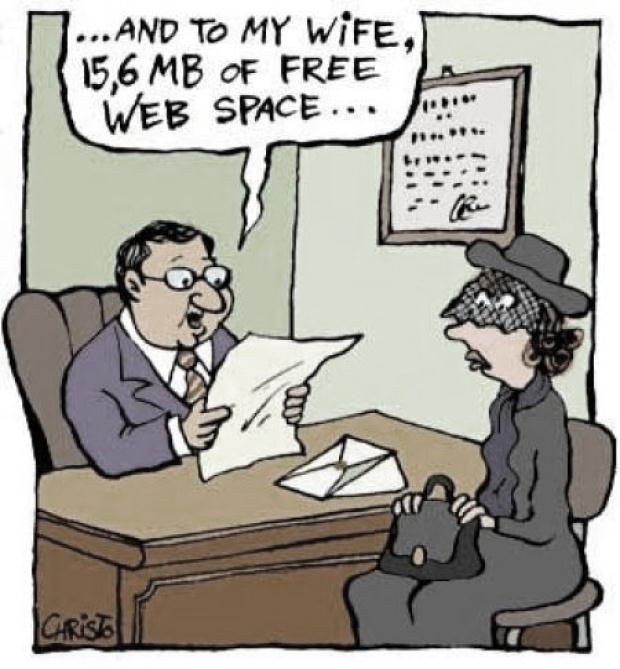 ...AND TO MY WIFE,
15,6 MB OF FREE
WEB SPACE...
CHRISTO